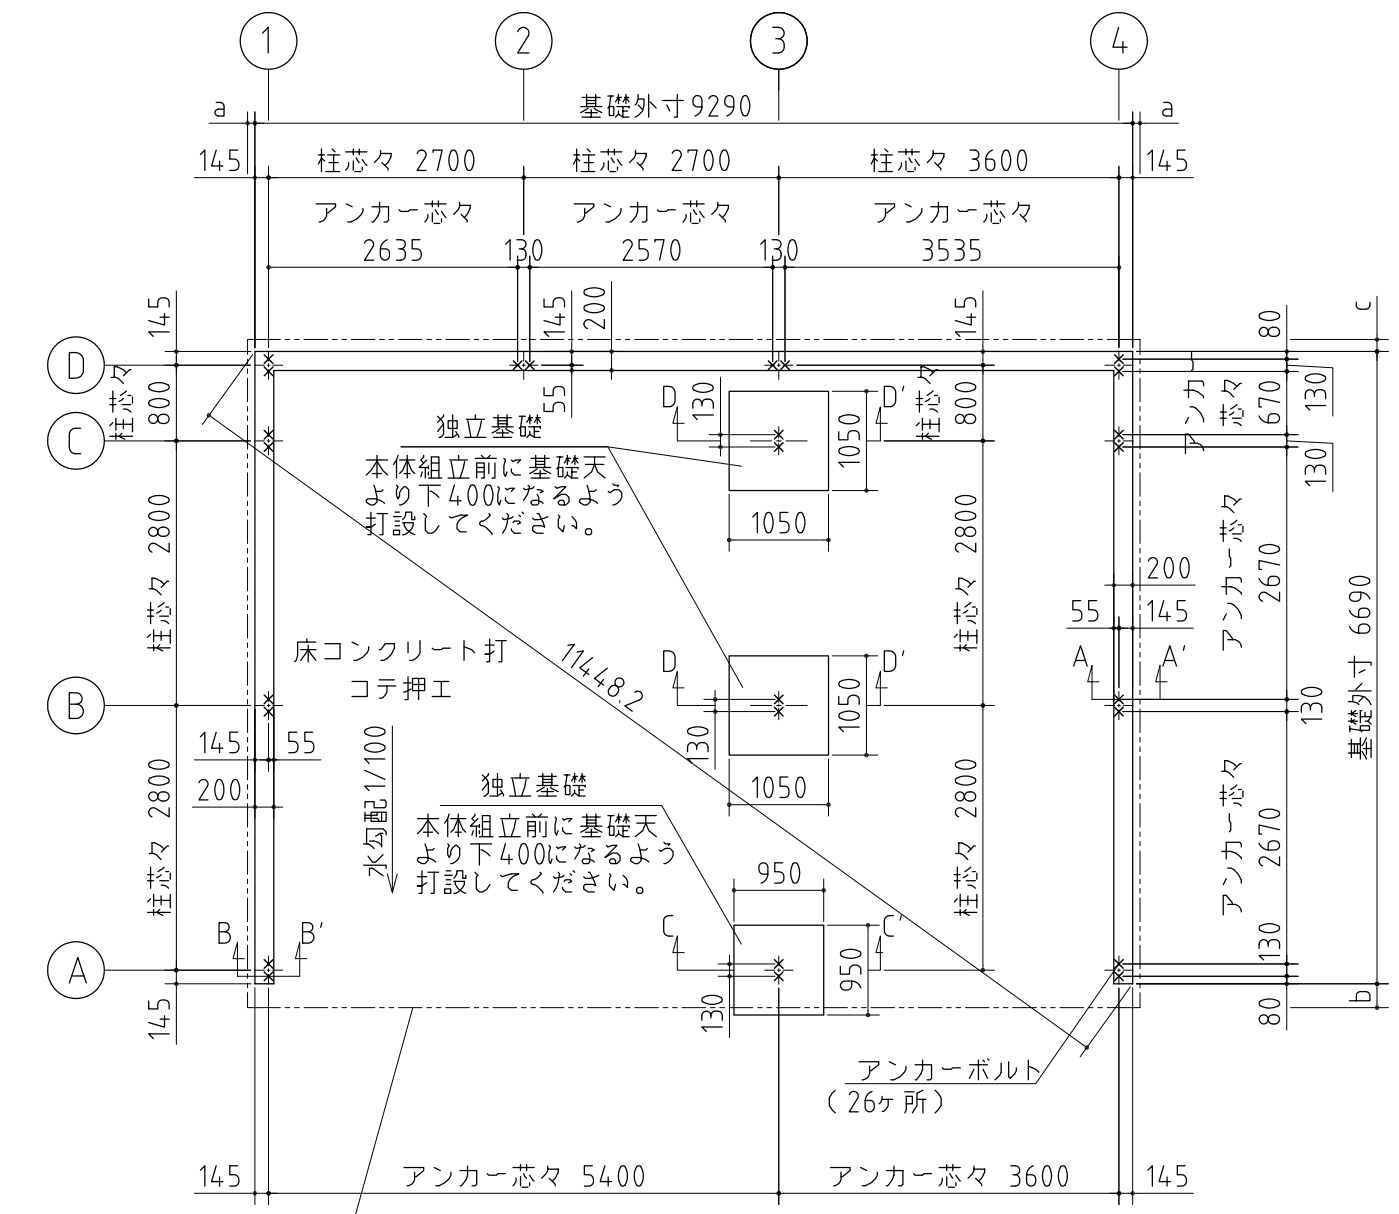 1 2 3 4
a 基礎外寸9290 a
145 柱芯々 2700 柱芯々 2700 柱芯々 3600 145
アンカー芯々 アンカー芯々 アンカー芯々
2635 130 2570 130 3535
145 145 200 145 80 c
D
柱芯々 800 55 柱芯々 800 アンカー芯々 670 130
C
130
独立基礎
本体組立前に基礎天
より下400になるよう
打設してください。
D 130 D' 1050
1050
柱芯々 2800 柱芯々 2800 アンカー芯々 2670
200
55 145
A A'
基礎外寸 6690
床コンクリート打
コテ押エ
11448.2
D D' 1050
130
1050
B
130
145 55
200
水勾配1/100
独立基礎
本体組立前に基礎天
より下400になるよう
打設してください。
柱芯々 2800 柱芯々 2800 アンカー芯々 2670
950
B B' C C' 950
130
A
145
130
80 b
アンカーボルト
(26ヶ所)
145 アンカー芯々 5400 アンカー芯々 3600 145